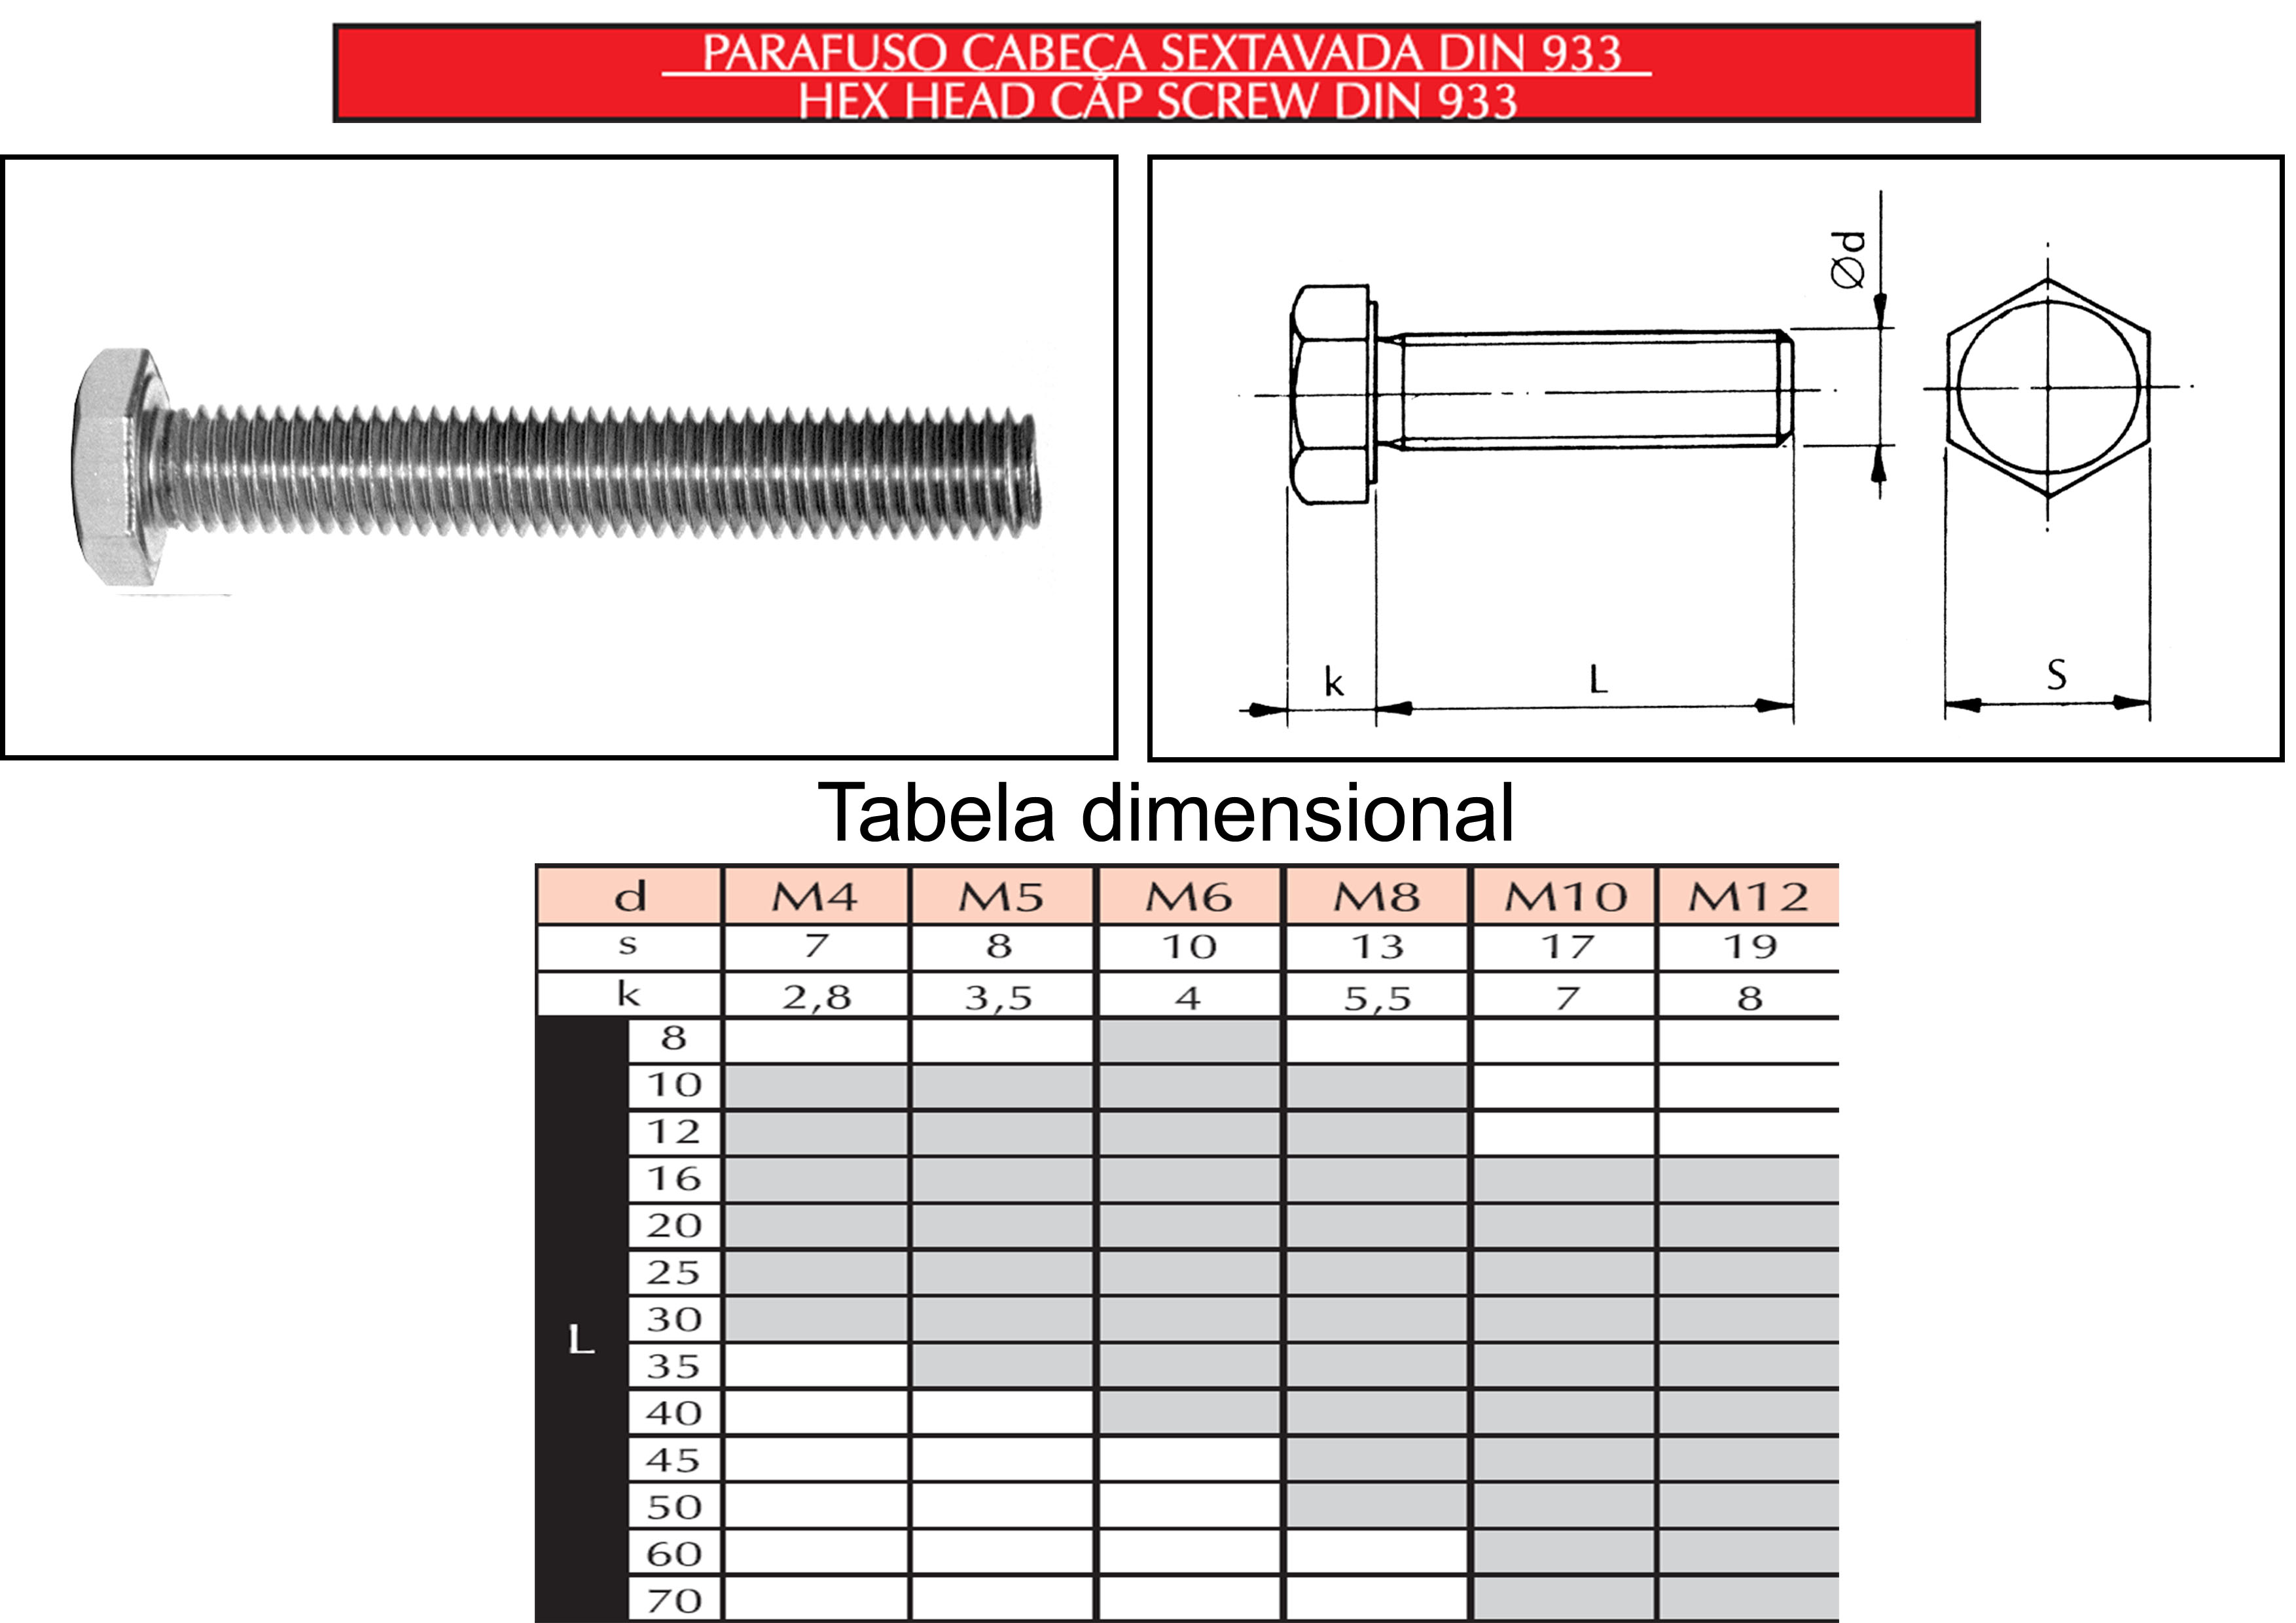 PARAFUSO CABEÇA SEXTAVADA DIN 933
HEX HEAD CAP SCREW DIN 933
Ød
k
L
S
Tabela dimensional
d M4 M5 M6 M8 M10 M12
s 7 8 10 13 17 19
k 2,8 3,5 4 5,5 7 8
L
8
10
12
16
20
25
30
35
40
45
50
60
70